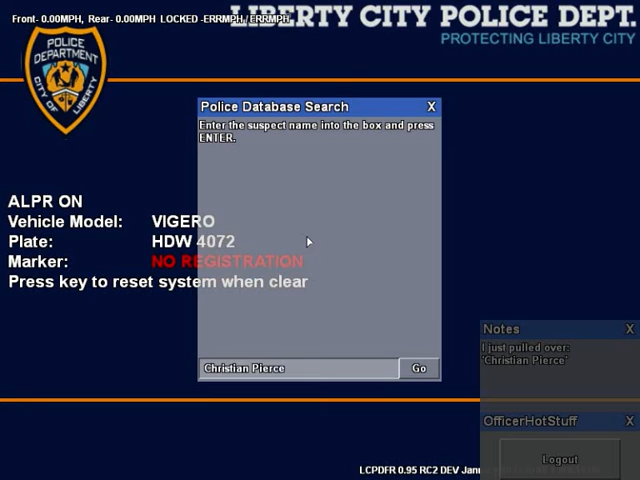 Front- 0.00MPH, Rear- 0.00MPH LOCKED -ERRMPH / ERRMPH
LIBERTY CITY POLICE DEPT.
PROTECTING LIBERTY CITY
POLICE
DEPARTMENT
CITY OF LIBERTY
Police Database Search X
Enter the suspect name into the box and press
ENTER.
ALPR ON
Vehicle Model: VIGERO
Plate: HDW 4072
Marker: NO REGISTRATION
Press key to reset system when clear
Christian Pierce Go
Notes X
I just pulled over:
'Christian Pierce'
OfficerHotStuff X
Logout
LCPDFR 0.95 RC2 DEV